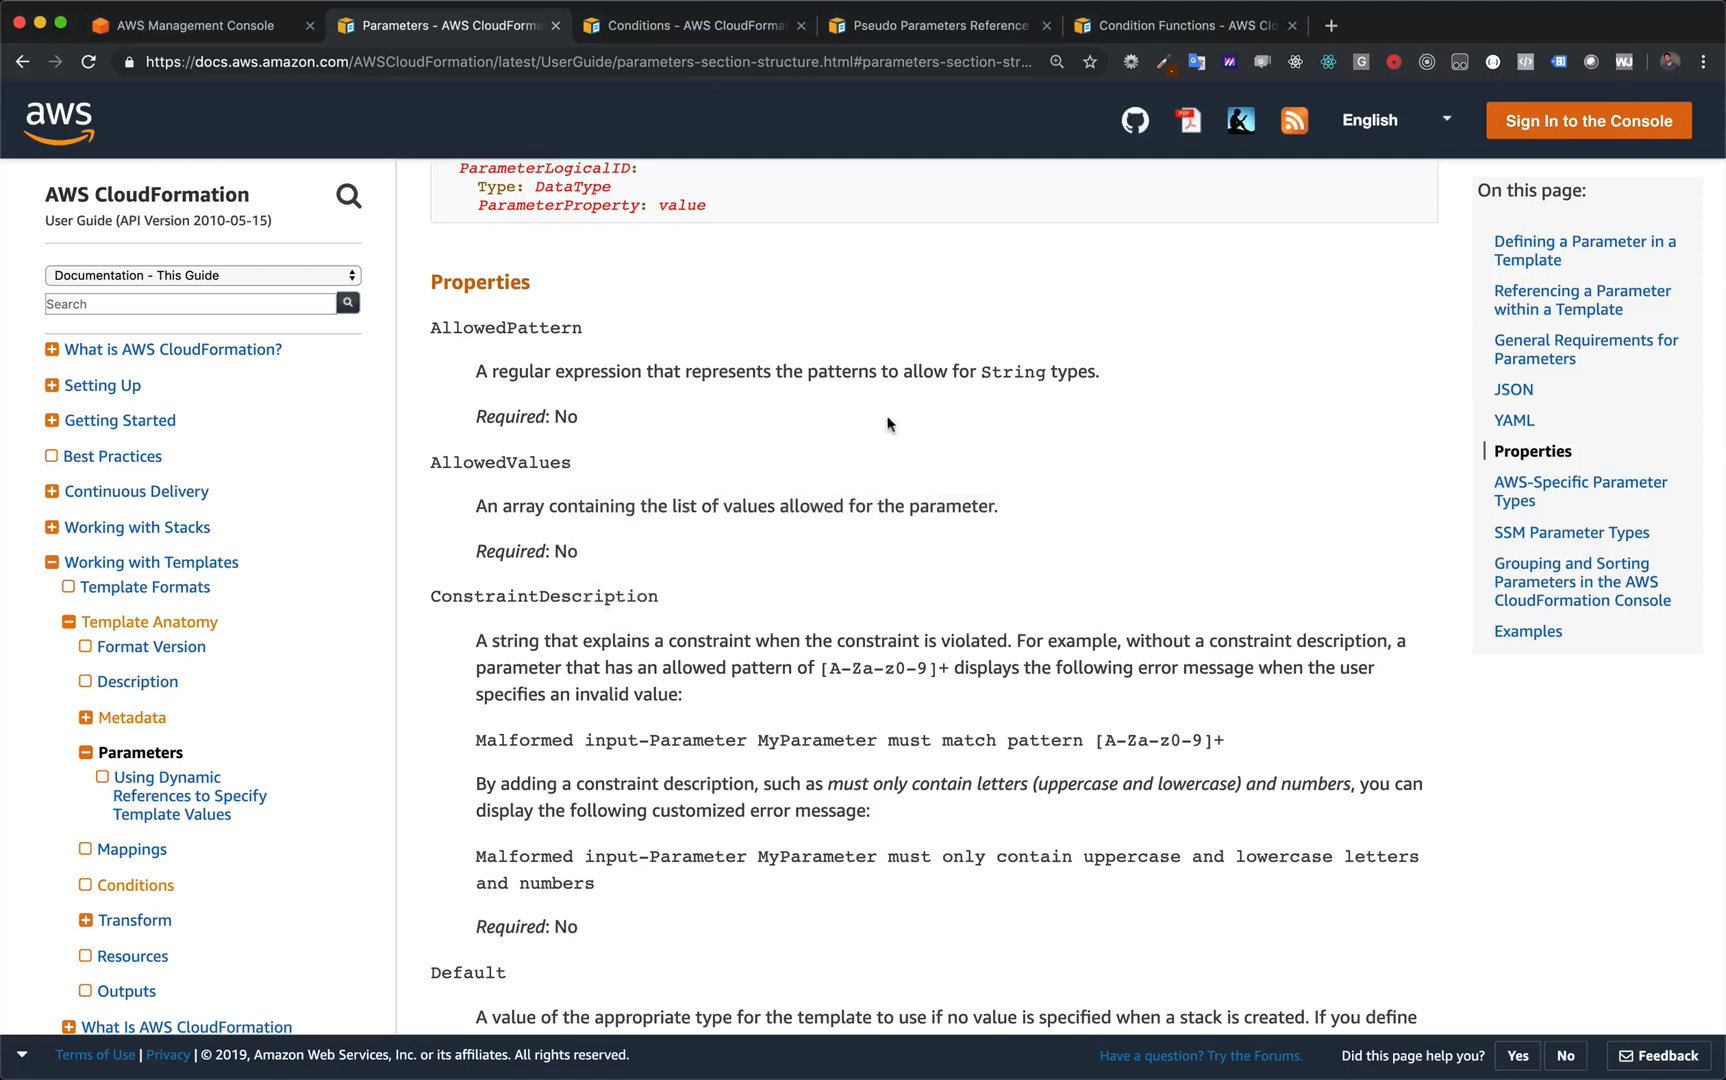 AWS Management Console
Parameters - AWS CloudForma
Conditions - AWS CloudForma
Pseudo Parameters Reference
Condition Functions - AWS Clo
https://docs.aws.amazon.com/AWSCloudFormation/latest/UserGuide/parameters-section-structure.html#parameters-section-str...
aws
English
Sign In to the Console
AWS CloudFormation
User Guide (API Version 2010-05-15)
Documentation - This Guide
Search
What is AWS CloudFormation?
Setting Up
Getting Started
Best Practices
Continuous Delivery
Working with Stacks
Working with Templates
Template Formats
Template Anatomy
Format Version
Description
Metadata
Parameters
Using Dynamic
References to Specify
Template Values
Mappings
Conditions
Transform
Resources
Outputs
What Is AWS CloudFormation
ParameterLogicalID:
Type: DataType
ParameterProperty: value
Properties
AllowedPattern
A regular expression that represents the patterns to allow for String types.
Required: No
AllowedValues
An array containing the list of values allowed for the parameter.
Required: No
ConstraintDescription
A string that explains a constraint when the constraint is violated. For example, without a constraint description, a
parameter that has an allowed pattern of [A-Za-z0-9]+ displays the following error message when the user
specifies an invalid value:
Malformed input-Parameter MyParameter must match pattern [A-Za-z0-9]+
By adding a constraint description, such as must only contain letters (uppercase and lowercase) and numbers, you can
display the following customized error message:
Malformed input-Parameter MyParameter must only contain uppercase and lowercase letters
and numbers
Required: No
Default
A value of the appropriate type for the template to use if no value is specified when a stack is created. If you define
On this page:
Defining a Parameter in a
Template
Referencing a Parameter
within a Template
General Requirements for
Parameters
JSON
YAML
Properties
AWS-Specific Parameter
Types
SSM Parameter Types
Grouping and Sorting
Parameters in the AWS
CloudFormation Console
Examples
Terms of Use | Privacy | © 2019, Amazon Web Services, Inc. or its affiliates. All rights reserved.
Have a question? Try the Forums.
Did this page help you?
Yes
No
Feedback